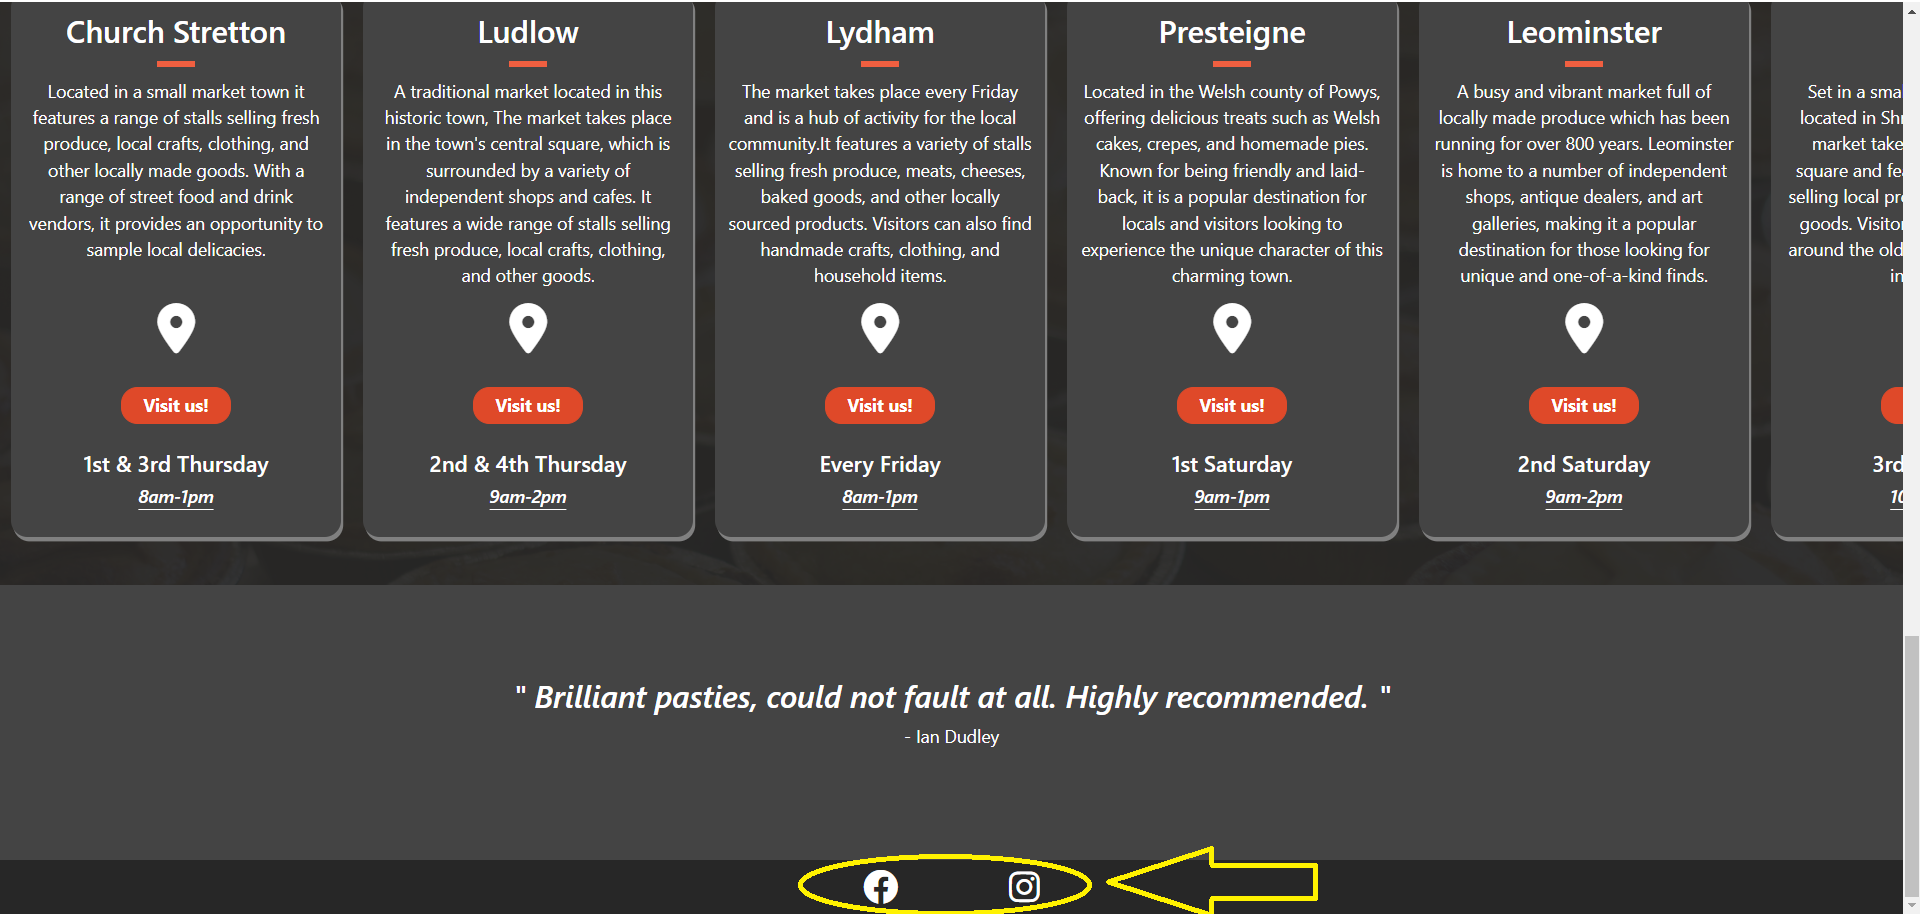 Church Stretton
Located in a small market town it
features a range of stalls selling fresh
produce, local crafts, clothing, and
other locally made goods. With a
range of street food and drink
vendors, it provides an opportunity to
sample local delicacies.
Visit us!
1st & 3rd Thursday
8am-1pm
Ludlow
A traditional market located in this
historic town, The market takes place
in the town's central square, which is
surrounded by a variety of
independent shops and cafes. It
features a wide range of stalls selling
fresh produce, local crafts, clothing,
and other goods.
Visit us!
2nd & 4th Thursday
9am-2pm
Lydham
The market takes place every Friday
and is a hub of activity for the local
community.It features a variety of stalls
selling fresh produce, meats, cheeses,
baked goods, and other locally
sourced products. Visitors can also find
handmade crafts, clothing, and
household items.
Visit us!
Every Friday
8am-1pm
Presteigne
Located in the Welsh county of Powys,
offering delicious treats such as Welsh
cakes, crepes, and homemade pies.
Known for being friendly and laid-
back, it is a popular destination for
locals and visitors looking to
experience the unique character of this
charming town.
Visit us!
1st Saturday
9am-1pm
Leominster
A busy and vibrant market full of
locally made produce which has been
running for over 800 years. Leominster
is home to a number of independent
shops, antique dealers, and art
galleries, making it a popular
destination for those looking for
unique and one-of-a-kind finds.
Visit us!
2nd Saturday
9am-2pm
Set in a sma
located in Sh
market take
square and fe
selling local pr
goods. Visito
around the old
in
3rd
10
" Brilliant pasties, could not fault at all. Highly recommended. "
- Ian Dudley